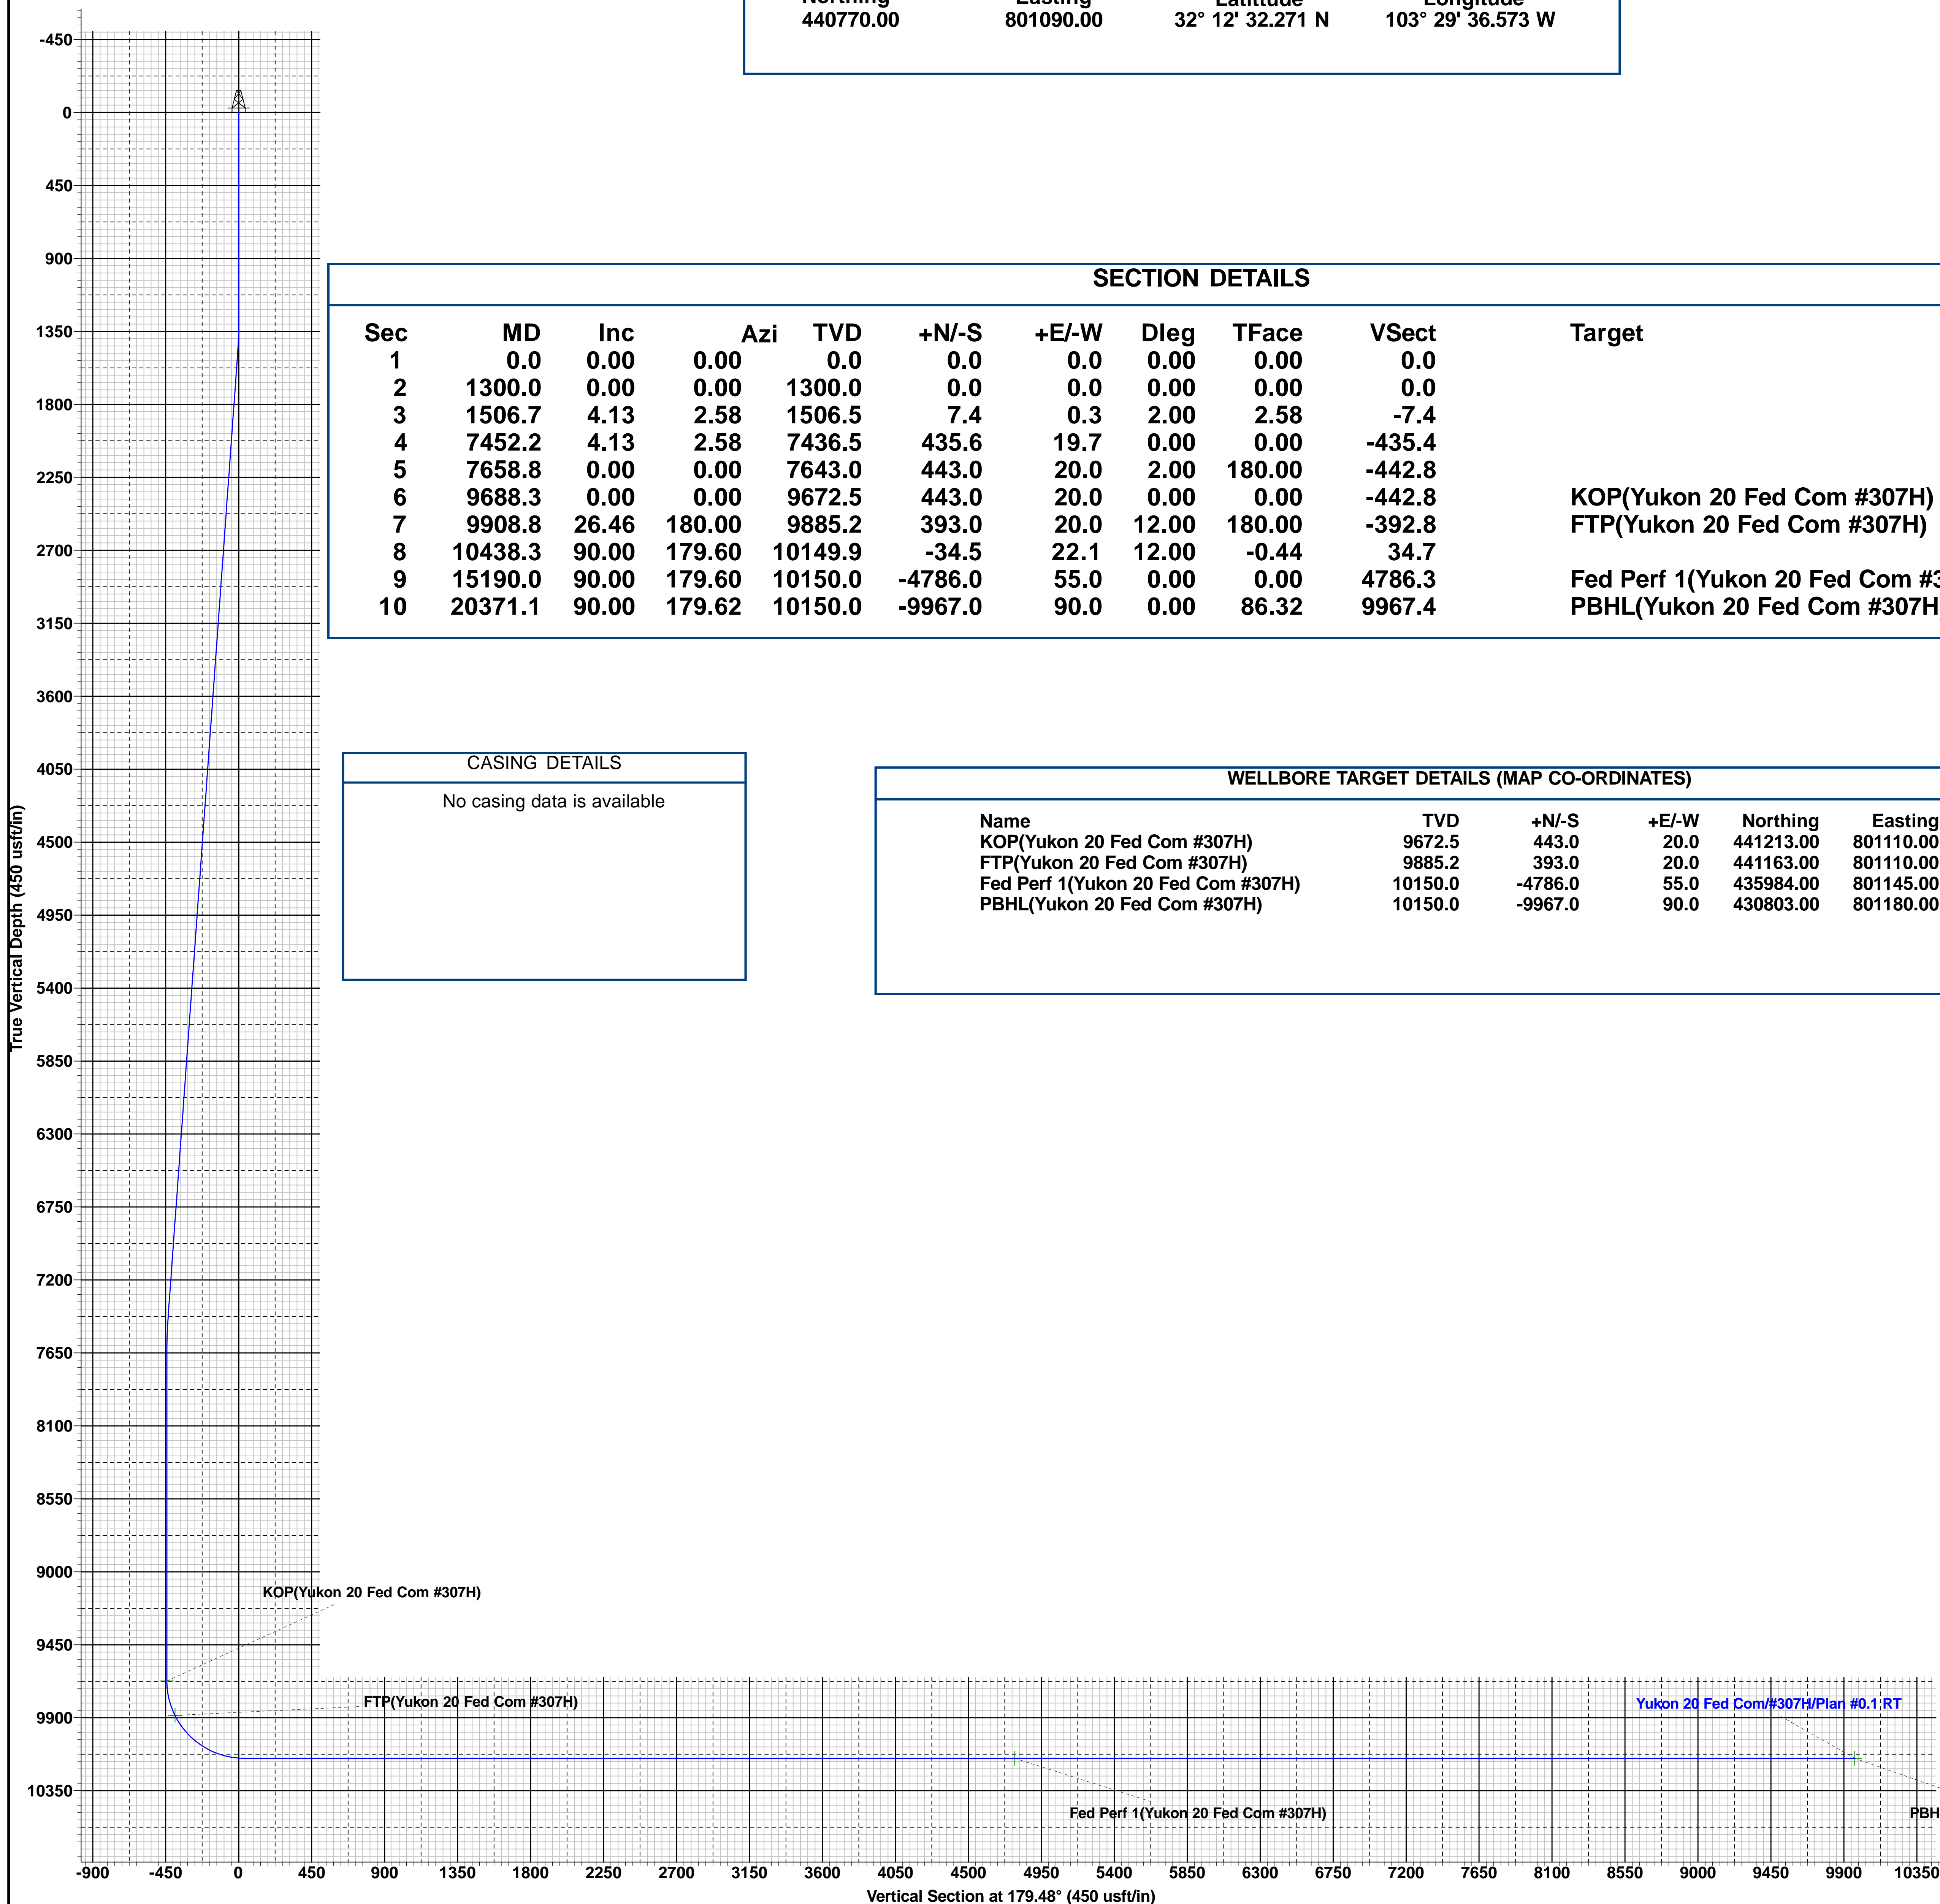 Northing Easting Latittude Longitude
440770.00 801090.00 32° 12' 32.271 N 103° 29' 36.573 W
SECTION DETAILS
Sec MD Inc Azi TVD +N/-S +E/-W Dleg TFace VSect Target
1 0.0 0.00 0.00 0.0 0.0 0.0 0.00 0.00 0.0
2 1300.0 0.00 0.00 1300.0 0.0 0.0 0.00 0.00 0.0
3 1506.7 4.13 2.58 1506.5 7.4 0.3 2.00 2.58 -7.4
4 7452.2 4.13 2.58 7436.5 435.6 19.7 0.00 0.00 -435.4
5 7658.8 0.00 0.00 7643.0 443.0 20.0 2.00 180.00 -442.8
6 9688.3 0.00 0.00 9672.5 443.0 20.0 0.00 0.00 -442.8 KOP(Yukon 20 Fed Com #307H)
7 9908.8 26.46 180.00 9885.2 393.0 20.0 12.00 180.00 -392.8 FTP(Yukon 20 Fed Com #307H)
8 10438.3 90.00 179.60 10149.9 -34.5 22.1 12.00 -0.44 34.7
9 15190.0 90.00 179.60 10150.0 -4786.0 55.0 0.00 0.00 4786.3 Fed Perf 1(Yukon 20 Fed Com #3
10 20371.1 90.00 179.62 10150.0 -9967.0 90.0 0.00 86.32 9967.4 PBHL(Yukon 20 Fed Com #307H)
CASING DETAILS
No casing data is available
WELLBORE TARGET DETAILS (MAP CO-ORDINATES)
Name TVD +N/-S +E/-W Northing Easting
KOP(Yukon 20 Fed Com #307H) 9672.5 443.0 20.0 441213.00 801110.00
FTP(Yukon 20 Fed Com #307H) 9885.2 393.0 20.0 441163.00 801110.00
Fed Perf 1(Yukon 20 Fed Com #307H) 10150.0 -4786.0 55.0 435984.00 801145.00
PBHL(Yukon 20 Fed Com #307H) 10150.0 -9967.0 90.0 430803.00 801180.00
True Vertical Depth (450 usft/in)
-450
0
450
900
1350
1800
2250
2700
3150
3600
4050
4500
4950
5400
5850
6300
6750
7200
7650
8100
8550
9000
9450
9900
10350
KOP(Yukon 20 Fed Com #307H)
FTP(Yukon 20 Fed Com #307H)
Yukon 20 Fed Com/#307H/Plan #0.1 RT
Fed Perf 1(Yukon 20 Fed Com #307H)
PBH
-900 -450 0 450 900 1350 1800 2250 2700 3150 3600 4050 4500 4950 5400 5850 6300 6750 7200 7650 8100 8550 9000 9450 9900 10350
Vertical Section at 179.48° (450 usft/in)